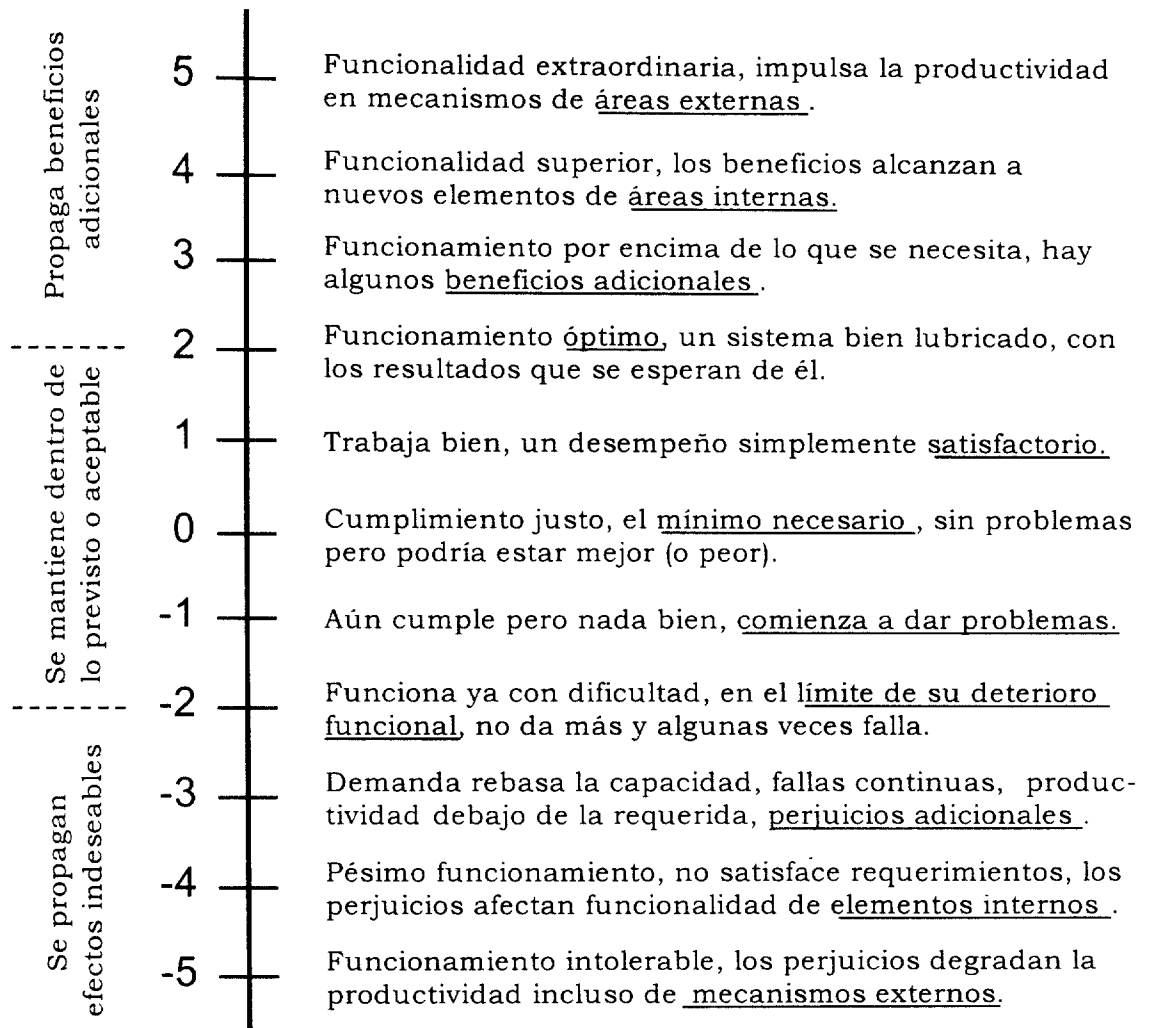 Propaga beneficios
adicionales
5
Funcionalidad extraordinaria, impulsa la productividad
en mecanismos de áreas externas .
4
Funcionalidad superior, los beneficios alcanzan a
nuevos elementos de áreas internas.
3
Funcionamiento por encima de lo que se necesita, hay
algunos beneficios adicionales .
2
Funcionamiento óptimo, un sistema bien lubricado, con
los resultados que se esperan de él.
Se mantiene dentro de
lo previsto o aceptable
1
Trabaja bien, un desempeño simplemente satisfactorio.
0
Cumplimiento justo, el mínimo necesario , sin problemas
pero podría estar mejor (o peor).
-1
Aún cumple pero nada bien, comienza a dar problemas.
-2
Funciona ya con dificultad, en el límite de su deterioro
funcional, no da más y algunas veces falla.
Se propagan
efectos indeseables
-3
Demanda rebasa la capacidad, fallas continuas, produc-
tividad debajo de la requerida, perjuicios adicionales .
-4
Pésimo funcionamiento, no satisface requerimientos, los
perjuicios afectan funcionalidad de elementos internos .
-5
Funcionamiento intolerable, los perjuicios degradan la
productividad incluso de mecanismos externos.